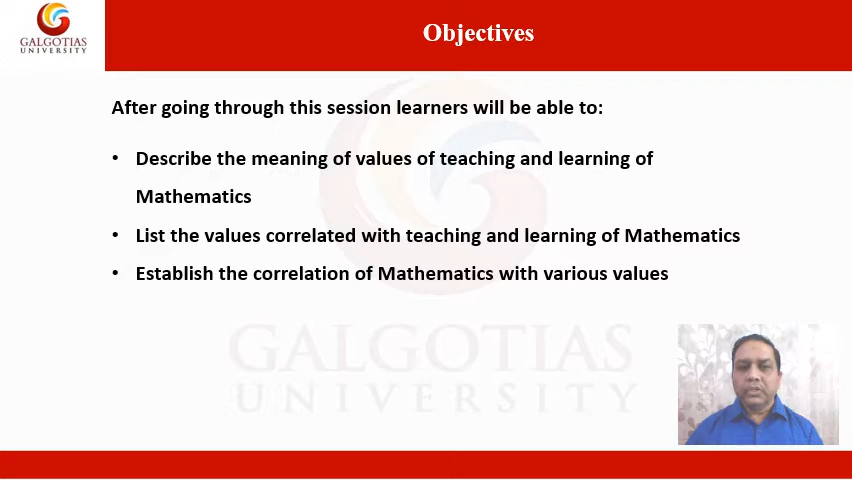 GALGOTIAS
UNIVERSITY
Objectives
After going through this session learners will be able to:
• Describe the meaning of values of teaching and learning of
Mathematics
• List the values correlated with teaching and learning of Mathematics
• Establish the correlation of Mathematics with various values
GALGOTIAS
UNIVERSITY